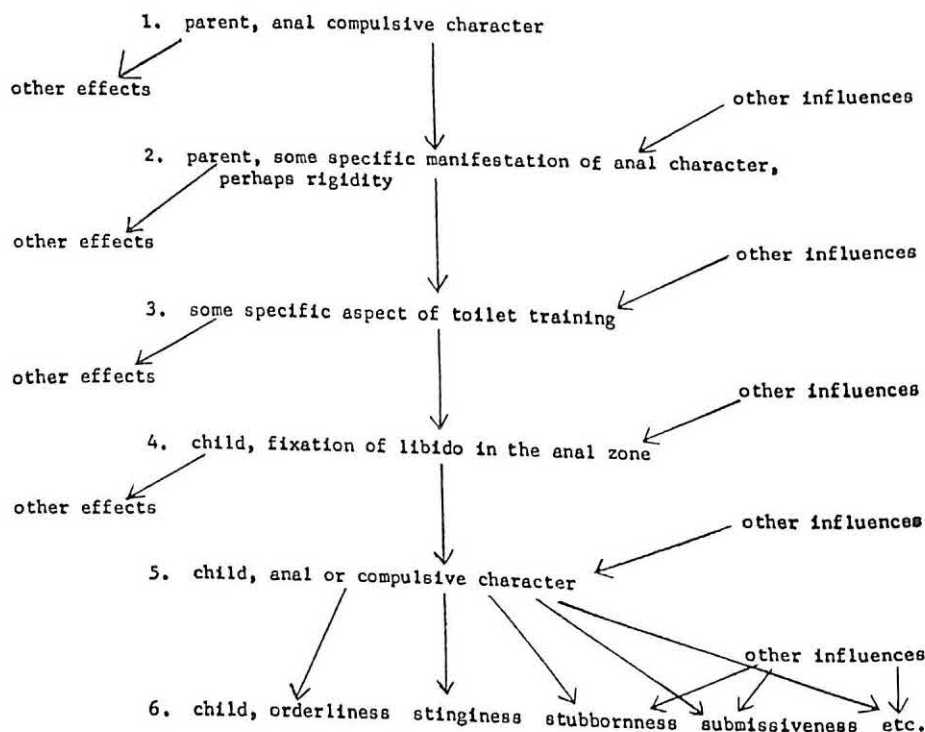 1. parent, anal compulsive character
other effects
other influences
2. parent, some specific manifestation of anal character,
perhaps rigidity
other effects
other influences
3. some specific aspect of toilet training
other effects
other influences
4. child, fixation of libido in the anal zone
other effects
other influences
5. child, anal or compulsive character
other influences
6. child, orderliness stinginess stubbornness submissiveness etc.